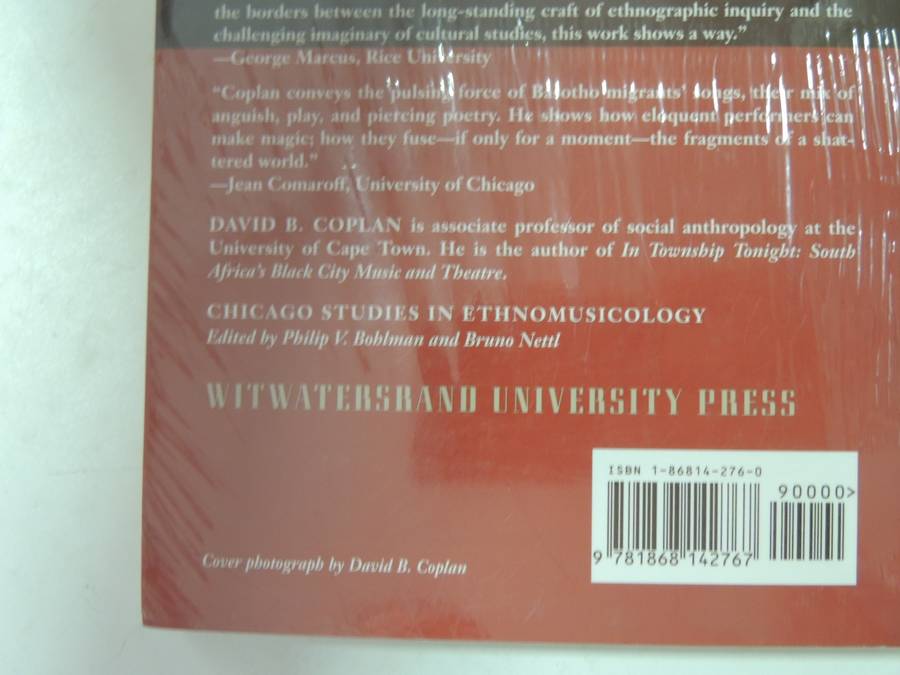 the borders between the long-standing craft of ethnographic inquiry and the
challenging imaginary of cultural studies, this work shows a way.”
—George Marcus, Rice University
“Coplan conveys the pulsing force of Basotho migrants’ songs, their mix of
anguish, play, and piercing poetry. He shows how eloquent performers can
make magic; how they fuse—if only for a moment—the fragments of a shat-
tered world.”
—Jean Comaroff, University of Chicago
DAVID B. COPLAN is associate professor of social anthropology at the
University of Cape Town. He is the author of In Township Tonight: South
Africa’s Black City Music and Theatre.
CHICAGO STUDIES IN ETHNOMUSICOLOGY
Edited by Philip V. Bohlman and Bruno Nettl
WITWATERSRAND UNIVERSITY PRESS
ISBN 1-86814-276-0
90000>
9 781868 142767
Cover photograph by David B. Coplan